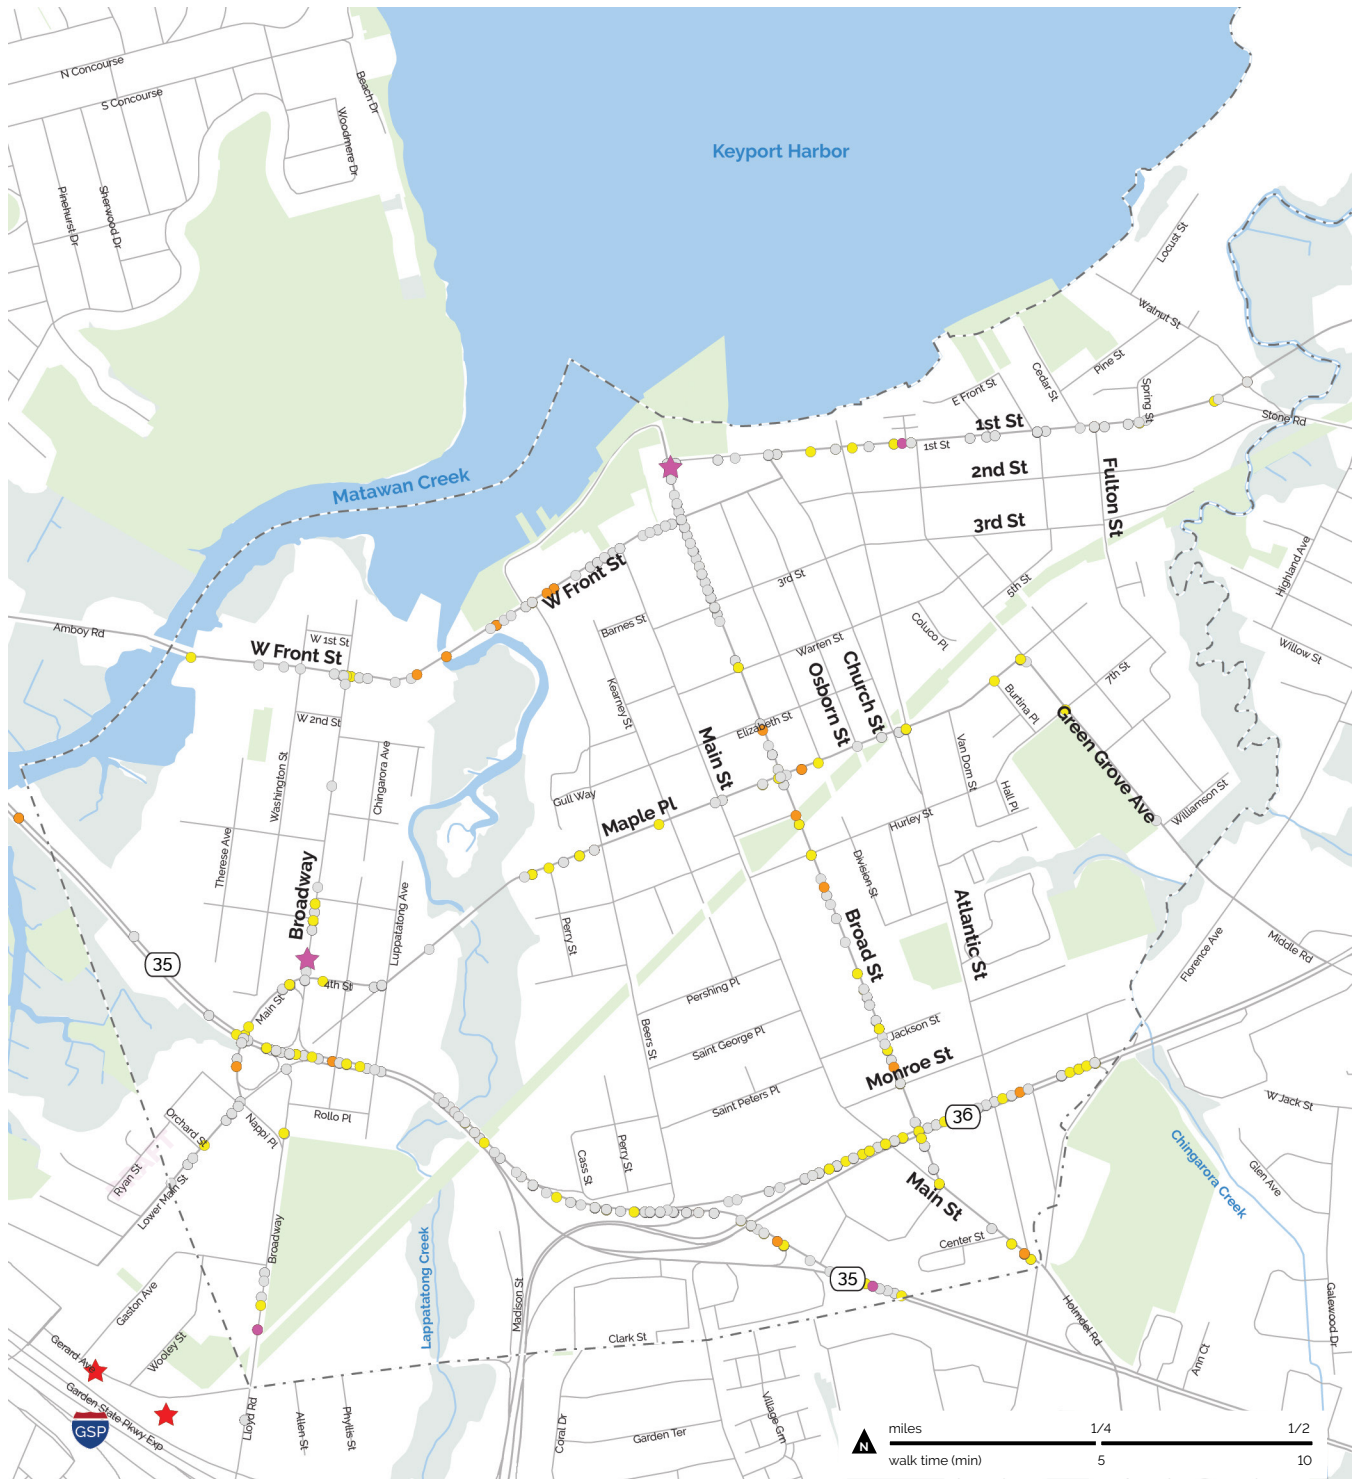 N Concourse
S Concourse
Beach Dr
Woodmere Dr
Pinehurst Dr
Sherwood Dr
Keyport Harbor
Locust St
Walnut St
Pine St
Cedar St
E Front St
Spring St
Stone Rd
1st St
1st St
2nd St
Fulton St
3rd St
Matawan Creek
W Front St
3rd St
5th St
Highland Ave
Amboy Rd
W 1st St
W Front St
Barnes St
Warren St
Coluco Pl
Church St
Osborn St
7th St
Willow St
Kearney St
W 2nd St
Elizabeth St
Burtina Pl
Green Grove Ave
Main St
Van Dorn St
Washington St
Chingarora Ave
Gull Way
Maple Pl
Hall Pl
Williamson St
Hurley St
Therese Ave
Division St
Broadway
Luppatatong Ave
Perry St
Broad St
Atlantic St
Florence Ave
Middle Rd
35
4th St
Main St
Pershing Pl
Jackson St
Beers St
Saint George Pl
Monroe St
Saint Peters Pl
36
W Jack St
Orchard St
Nappi Pl
Rollo Pl
Ryan St
Lower Main St
Cass St
Perry St
Main St
Chingarora Creek
Glen Ave
Broadway
Lappatatong Creek
Center St
35
Madison St
Gaston Ave
Holmdel Rd
Galewood Dr
Clark St
Wooley St
Gerard Ave
Ann Ct
Garden State Pkwy Exp
GSP
Lloyd Rd
Allen St
Phyllis St
Coral Dr
Garden Ter
Village Grn
N
miles 1/4 1/2
walk time (min) 5 10